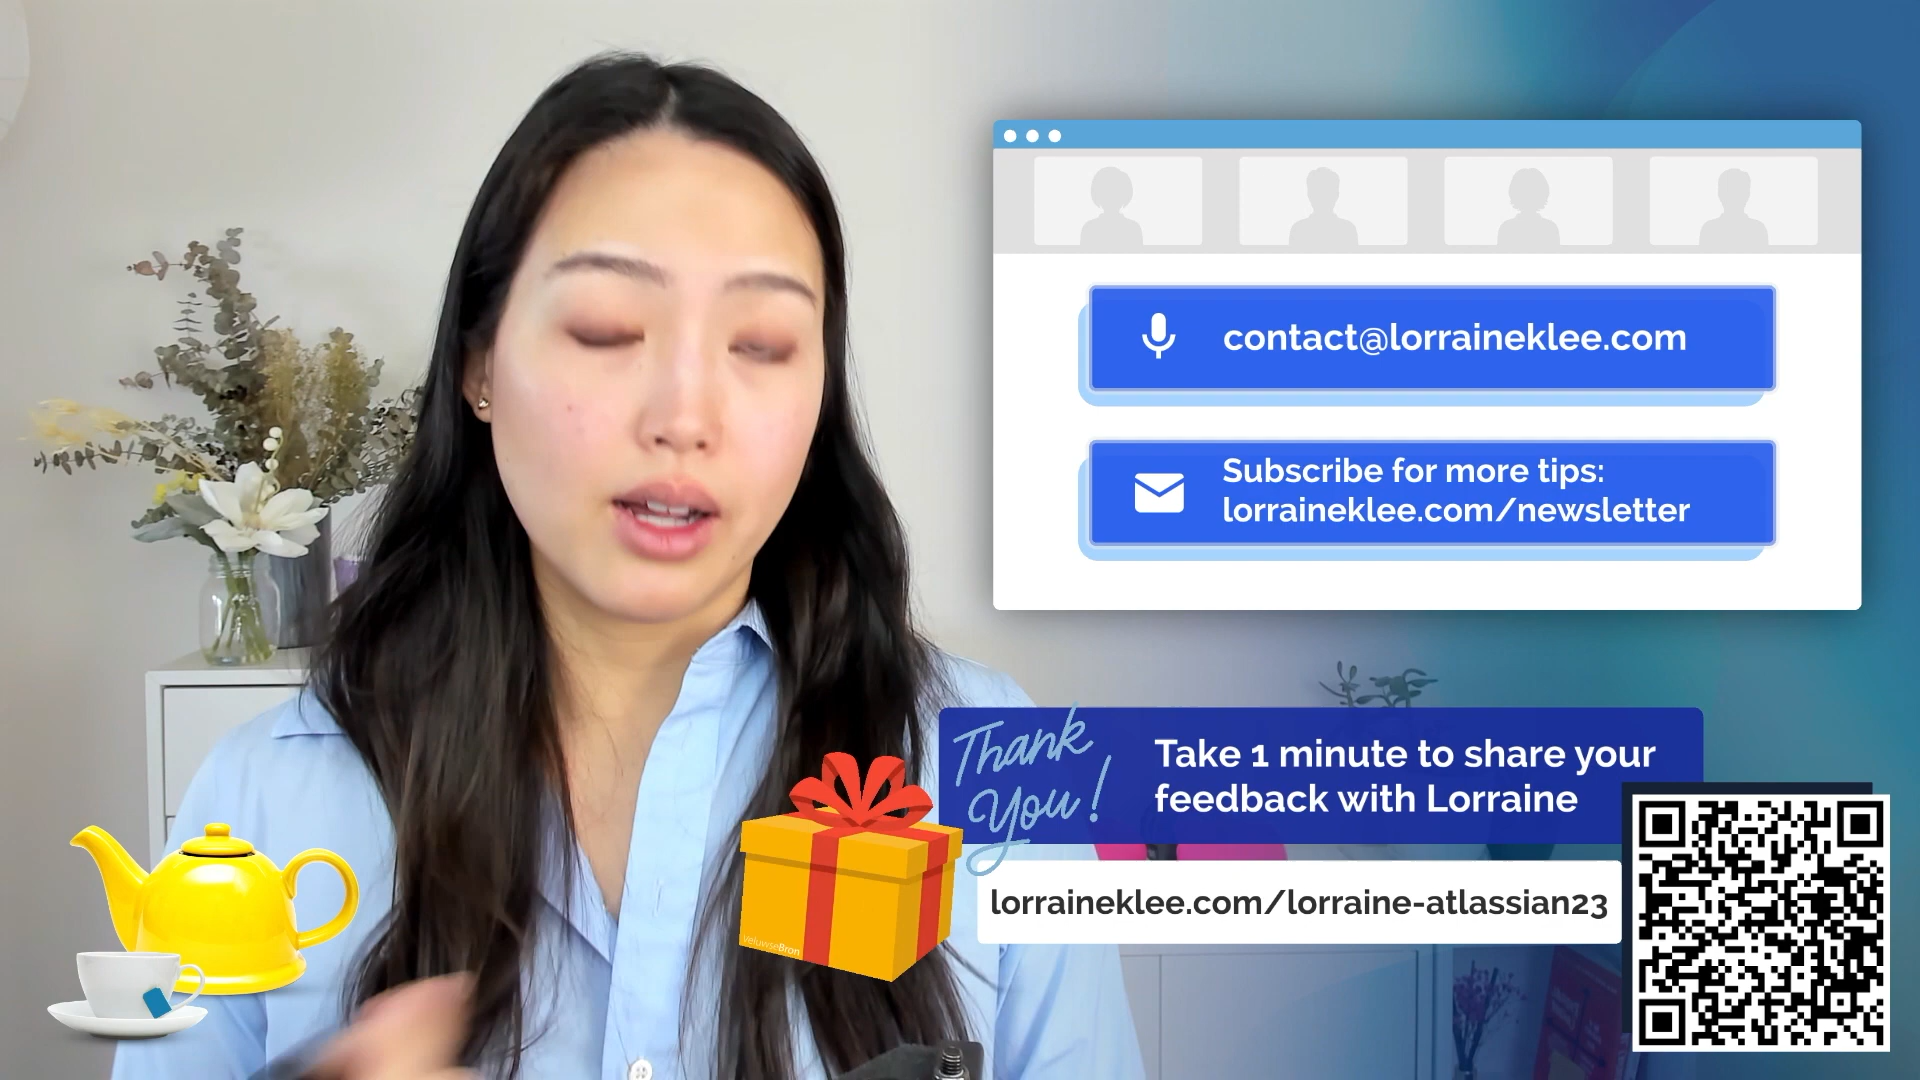 contact@lorraineklee.com
Subscribe for more tips:
lorraineklee.com/newsletter
Thank
You!
Take 1 minute to share your
feedback with Lorraine
lorraineklee.com/lorraine-atlassian23
VeluwseBron